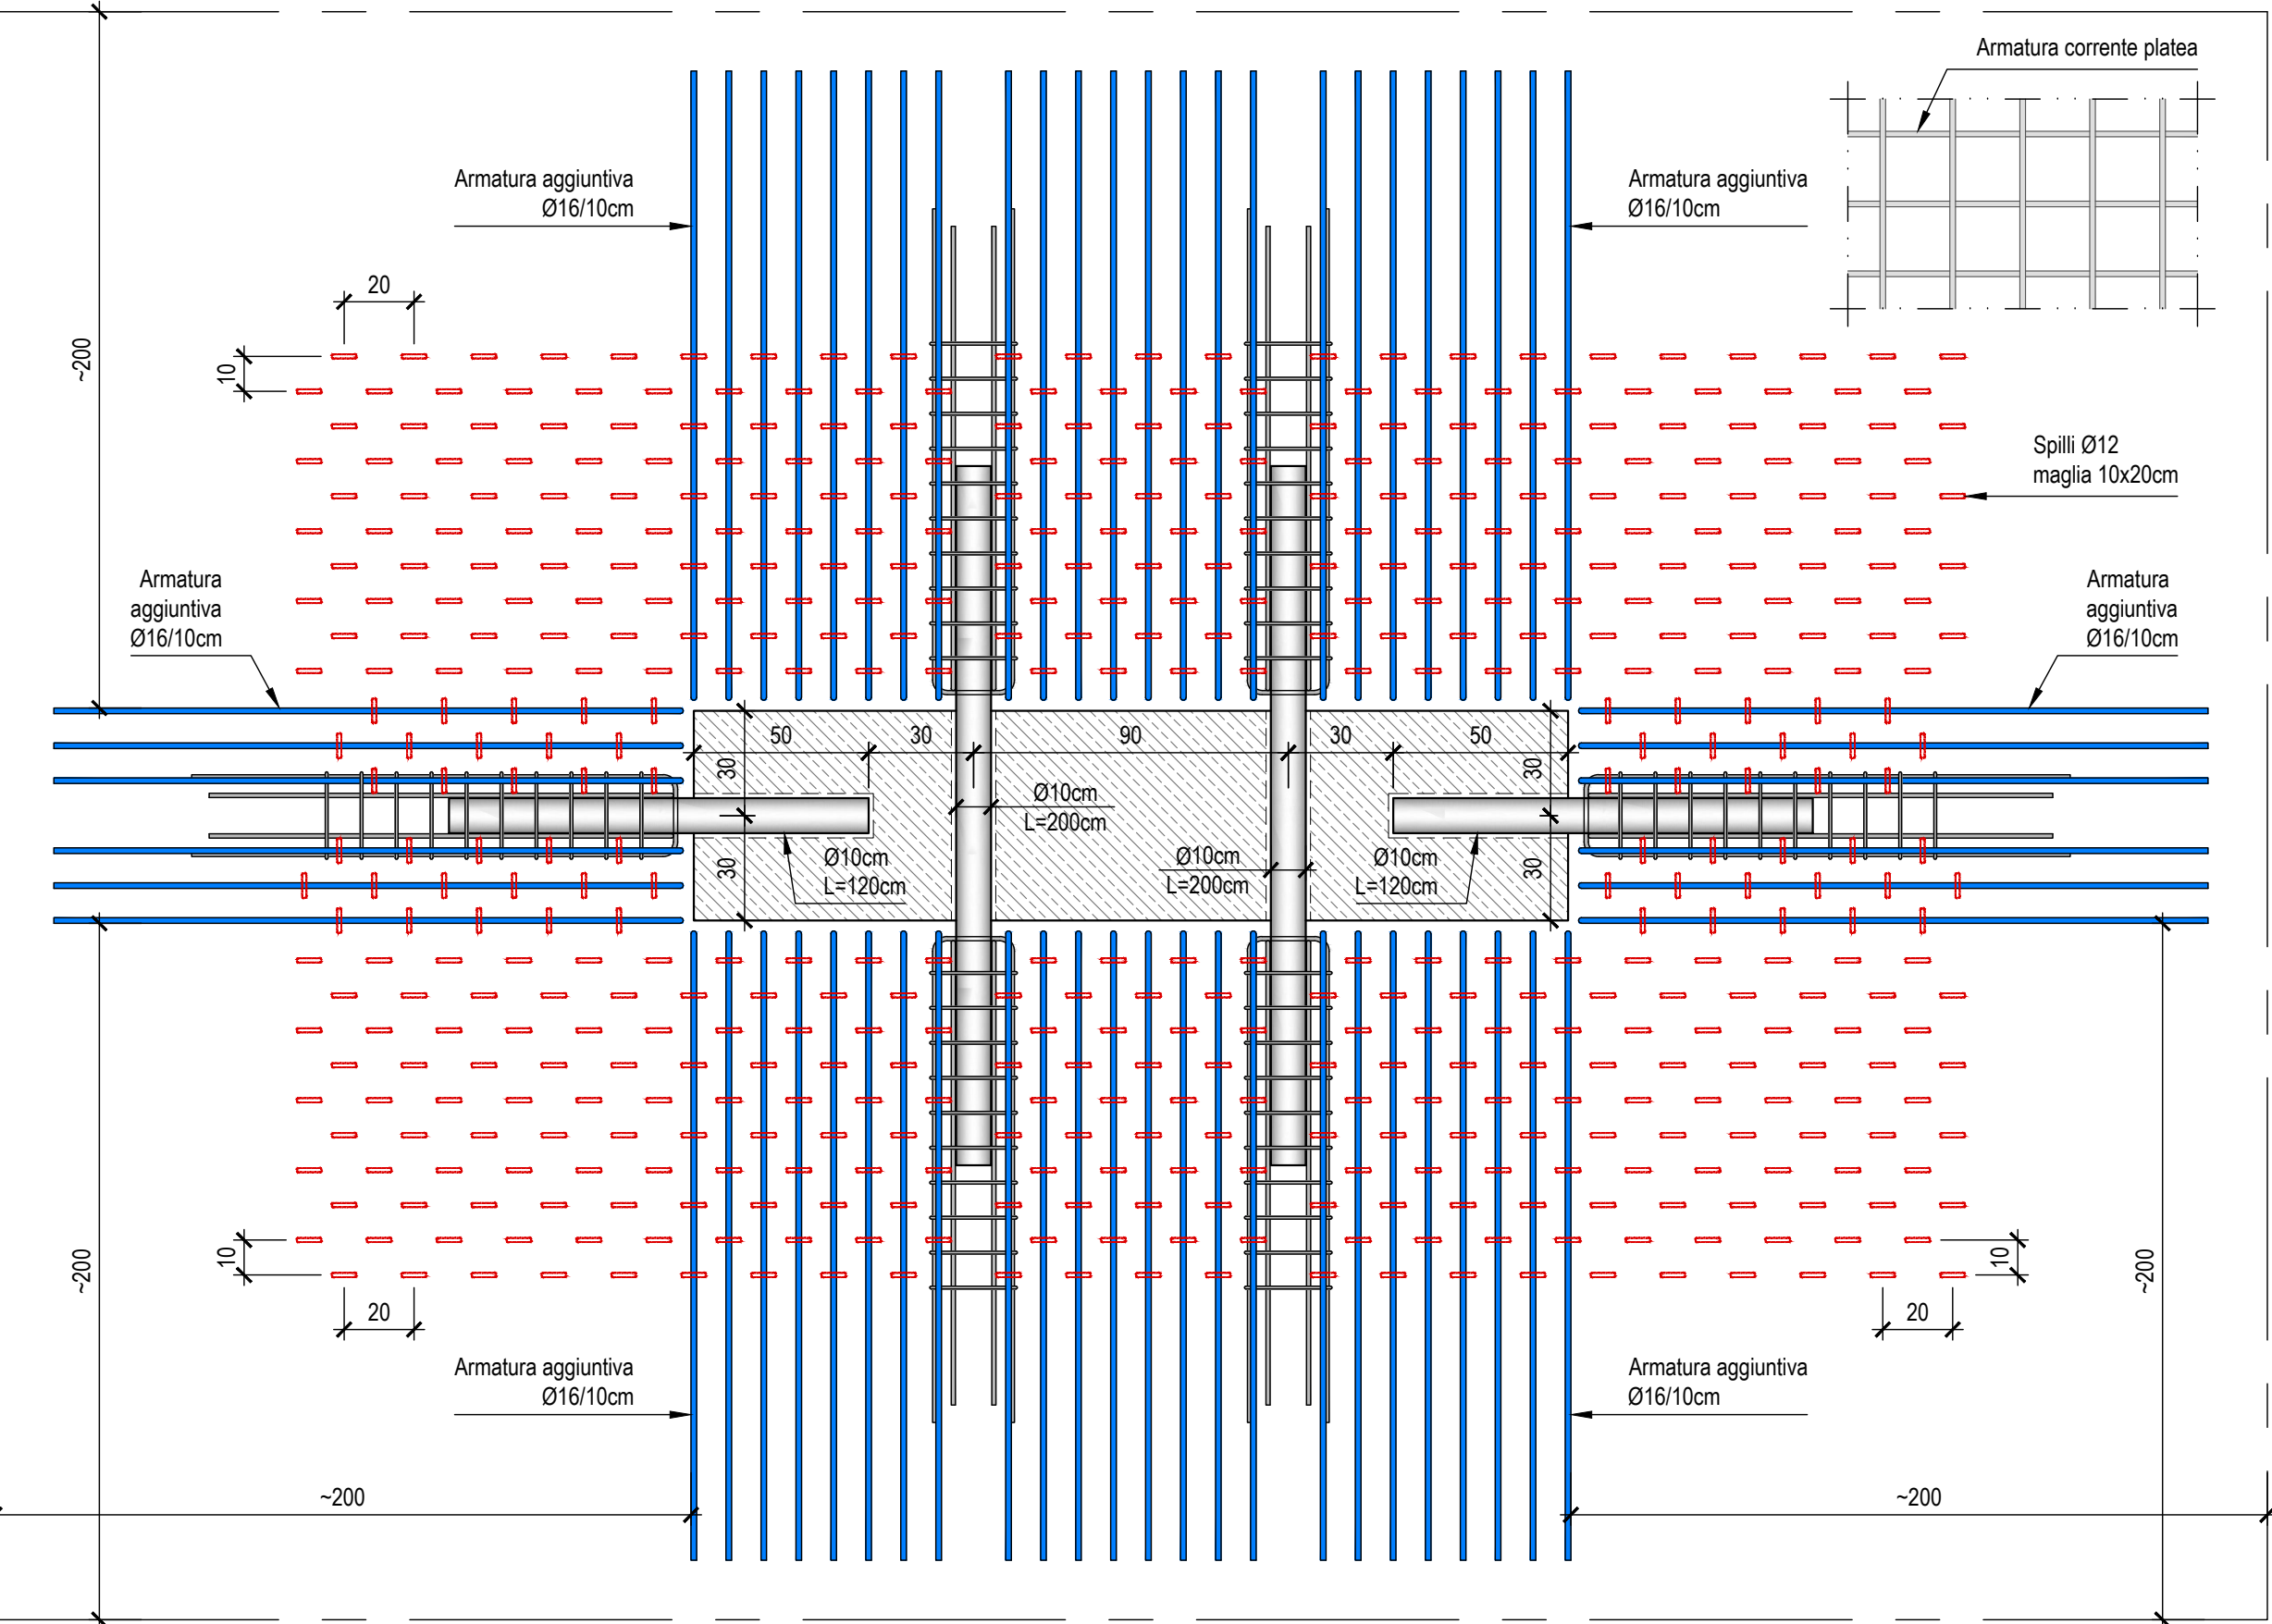 Armatura corrente platea
Armatura aggiuntiva
Ø16/10cm
Armatura aggiuntiva
Ø16/10cm
20
10
~200
Spilli Ø12
maglia 10x20cm
Armatura
aggiuntiva
Ø16/10cm
Armatura
aggiuntiva
Ø16/10cm
50
30
90
30
50
30
30
Ø10cm
L=200cm
Ø10cm
L=120cm
Ø10cm
L=200cm
Ø10cm
L=120cm
30
30
10
20
~200
10
20
~200
Armatura aggiuntiva
Ø16/10cm
Armatura aggiuntiva
Ø16/10cm
~200
~200